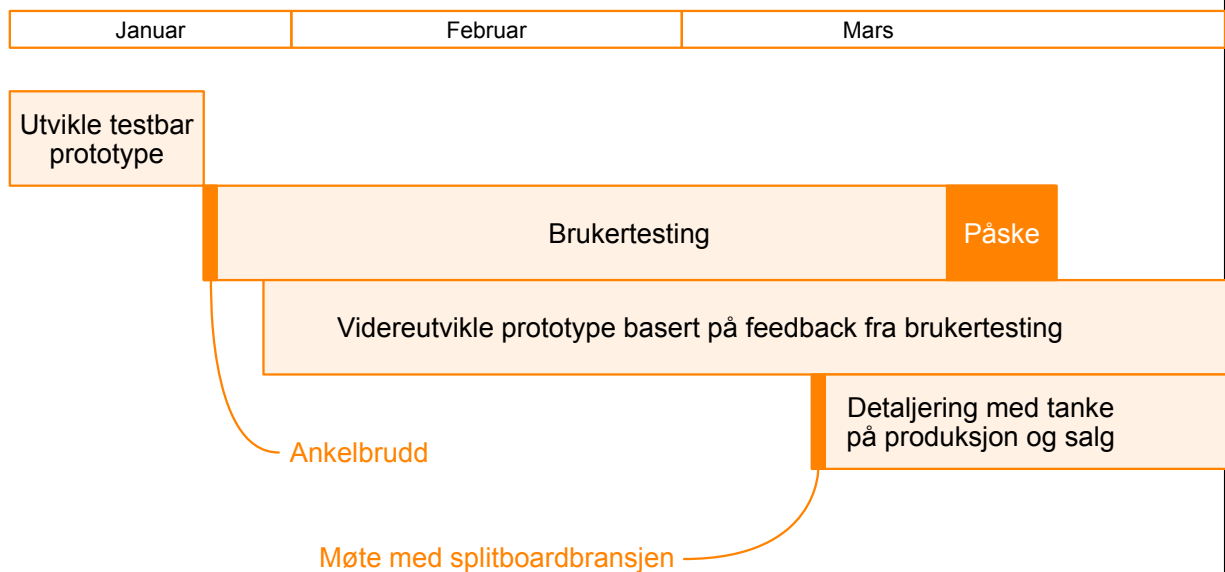 Januar
Februar
Mars
Utvikle testbar
prototype
Brukertesting
Påske
Videreutvikle prototype basert på feedback fra brukertesting
Detaljering med tanke
på produksjon og salg
Ankelbrudd
Møte med splitboardbransjen